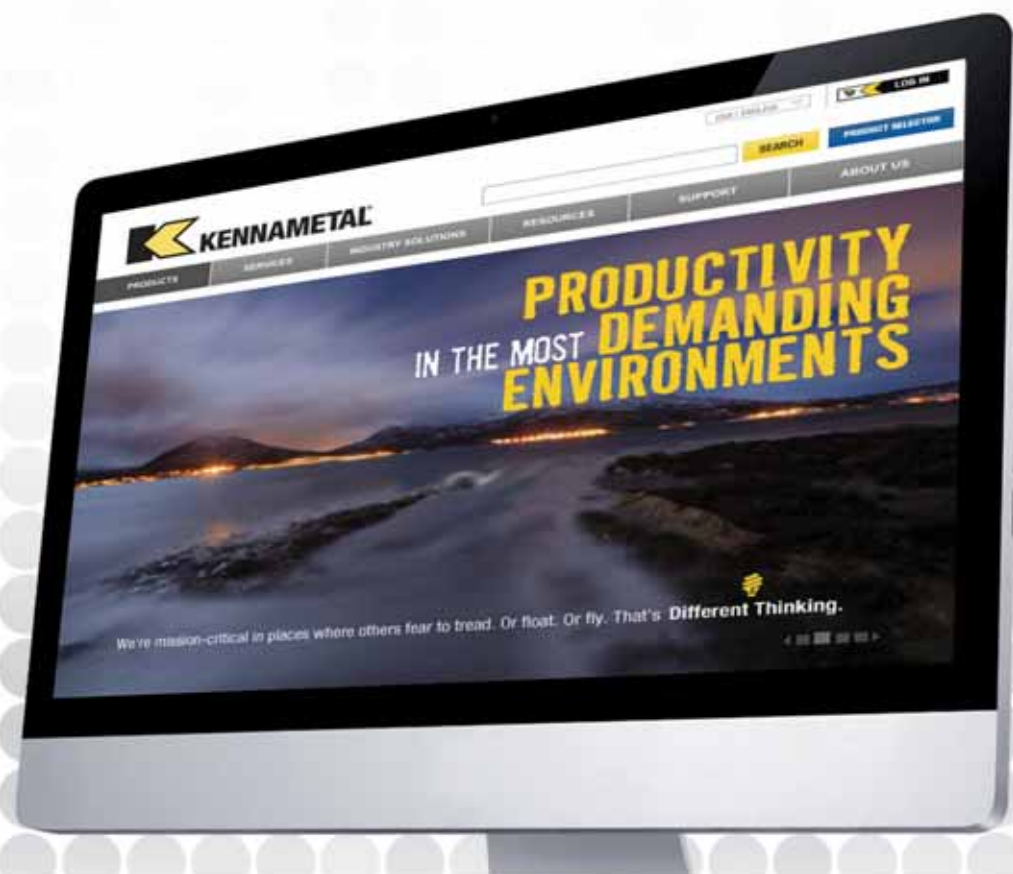 USA / ENGLISH
LOG IN
SEARCH
PRODUCT SELECTOR
KENNAMETAL
PRODUCTS
SERVICES
INDUSTRY SOLUTIONS
RESOURCES
SUPPORT
ABOUT US
PRODUCTIVITY
IN THE MOST DEMANDING
ENVIRONMENTS
We're mission-critical in places where others fear to tread. Or float. Or fly. That's Different Thinking.